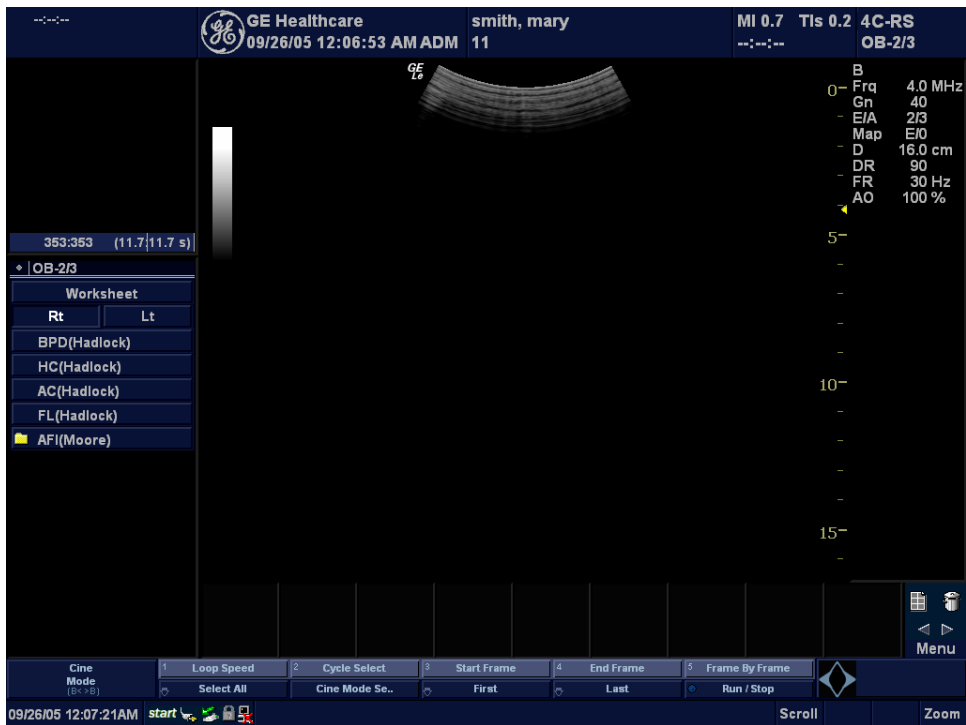 --:--:--
GE Healthcare
09/26/05 12:06:53 AM ADM
smith, mary
11
MI 0.7 TIs 0.2
--:--:--
4C-RS
OB-2/3
GE
Le
B
Frq 4.0 MHz
Gn 40
E/A 2/3
Map E/0
D 16.0 cm
DR 90
FR 30 Hz
AO 100 %
0
5
10
15
353:353 (11.7:11.7 s)
OB-2/3
Worksheet
Rt Lt
BPD(Hadlock)
HC(Hadlock)
AC(Hadlock)
FL(Hadlock)
AFI(Moore)
Menu
Cine
Mode
(B<>B)
1 Loop Speed
2 Cycle Select
3 Start Frame
4 End Frame
5 Frame By Frame
Select All
Cine Mode Se..
First
Last
Run / Stop
09/26/05 12:07:21AM start
Scroll
Zoom